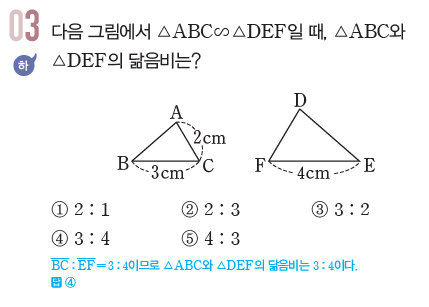 03 다음 그림에서 △ABC∽△DEF일 때, △ABC와
하 △DEF의 닮음비는?
A
2cm
B
3cm
C
D
F
4cm
E
① 2 : 1 ② 2 : 3 ③ 3 : 2
④ 3 : 4 ⑤ 4 : 3
B̅C̅ : E̅F̅ = 3 : 4이므로 △ABC와 △DEF의 닮음비는 3 : 4이다.
답 ④